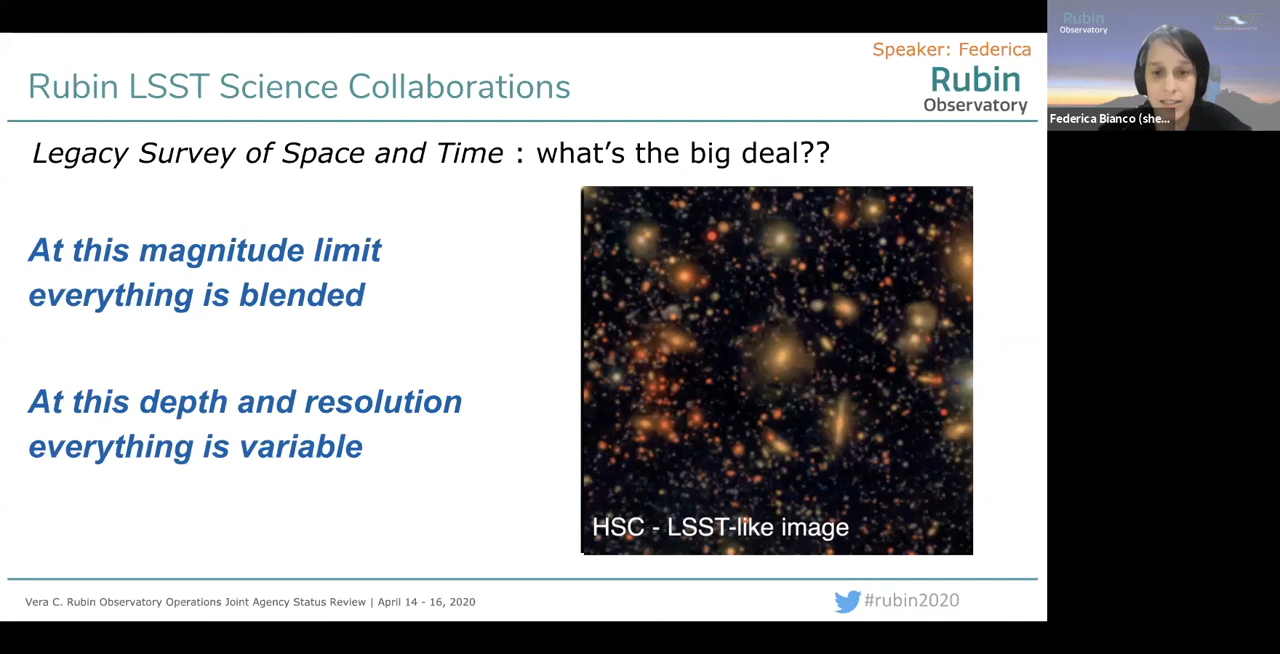 Speaker: Federica
Rubin LSST Science Collaborations
Rubin
Observatory
Legacy Survey of Space and Time : what's the big deal??
At this magnitude limit
everything is blended
At this depth and resolution
everything is variable
HSC - LSST-like image
Vera C. Rubin Observatory Operations Joint Agency Status Review | April 14 - 16, 2020
#rubin2020
Rubin
Observatory
Federica Bianco (she...